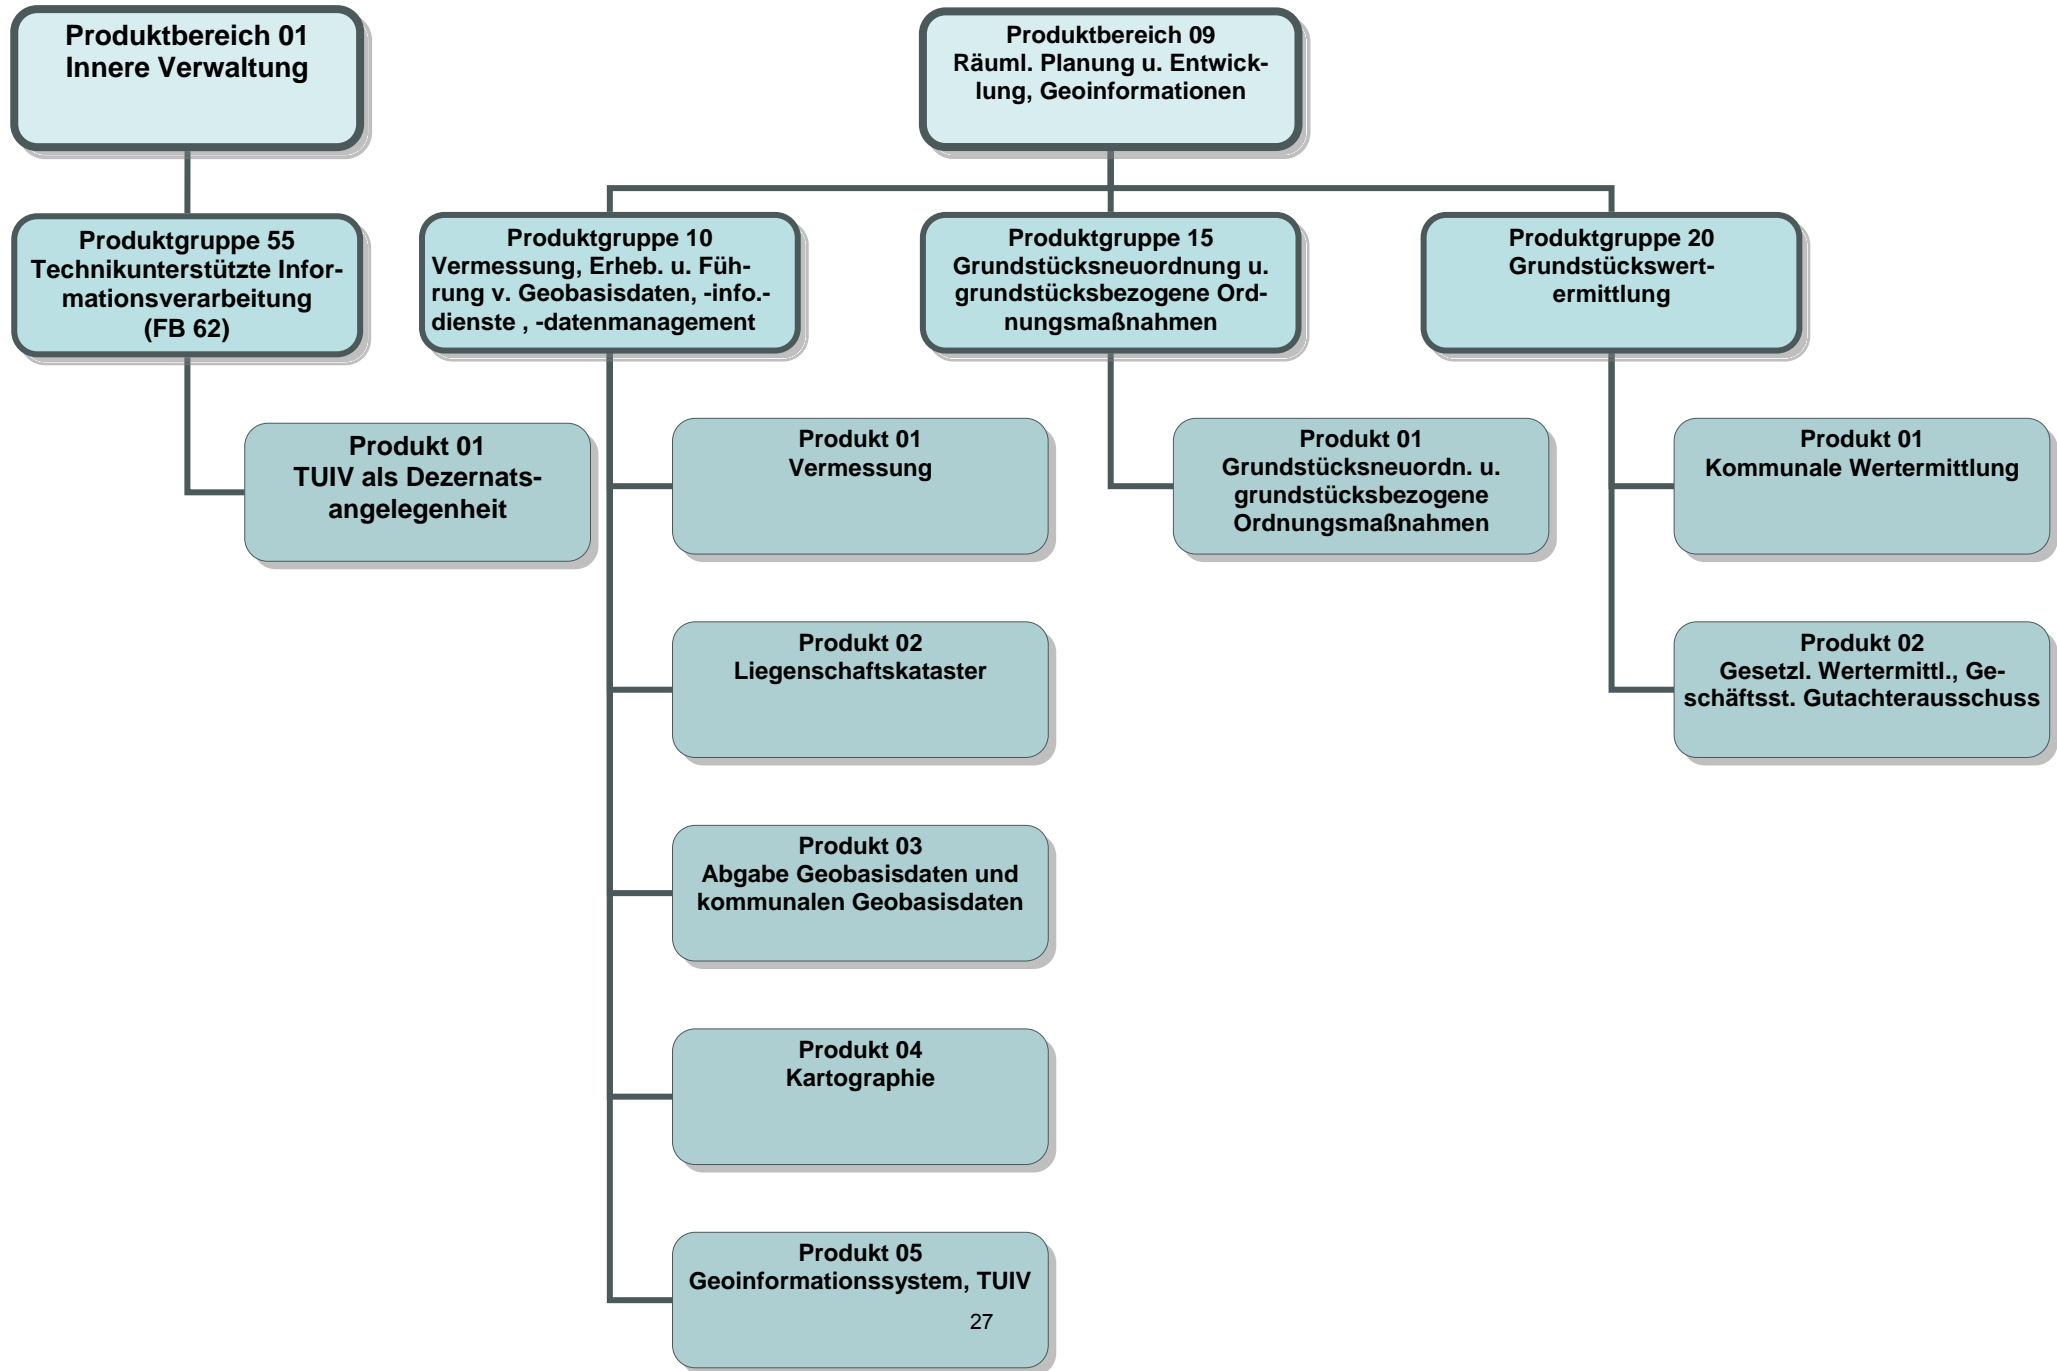 Produktbereich 01
Innere Verwaltung
Produktbereich 09
Räuml. Planung u. Entwick-
lung, Geoinformationen
Produktgruppe 55
Technikunterstützte Infor-
mationsverarbeitung
(FB 62)
Produktgruppe 10
Vermessung, Erheb. u. Füh-
rung v. Geobasisdaten, -info.-
dienste , -datenmanagement
Produktgruppe 15
Grundstücksneuordnung u.
grundstücksbezogene Ord-
nungsmaßnahmen
Produktgruppe 20
Grundstückswert-
ermittlung
Produkt 01
TUIV als Dezernats-
angelegenheit
Produkt 01
Vermessung
Produkt 01
Grundstücksneuordn. u.
grundstücksbezogene
Ordnungsmaßnahmen
Produkt 01
Kommunale Wertermittlung
Produkt 02
Liegenschaftskataster
Produkt 02
Gesetzl. Wertermittl., Ge-
schäftsst. Gutachterausschuss
Produkt 03
Abgabe Geobasisdaten und
kommunalen Geobasisdaten
Produkt 04
Kartographie
Produkt 05
Geoinformationssystem, TUIV
27